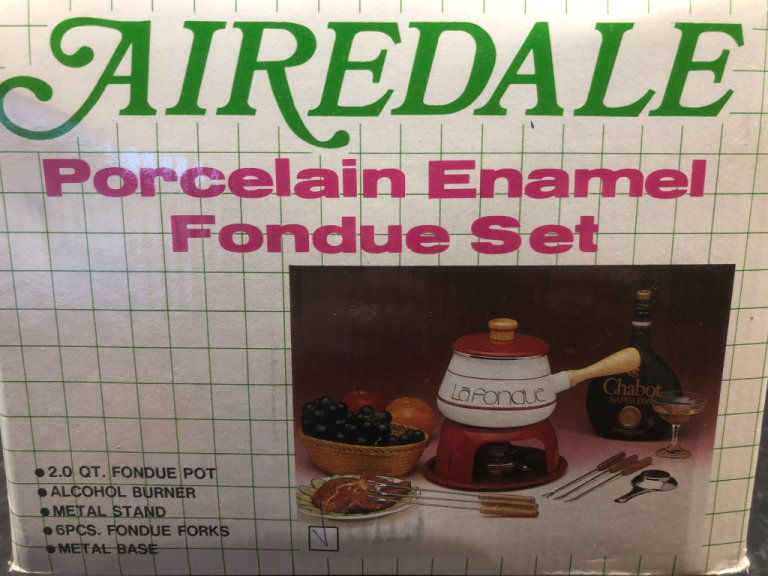 AIREDALE
Porcelain Enamel
Fondue Set
La Fondue
Chabot
NAPOLEON
● 2.0 QT. FONDUE POT
● ALCOHOL BURNER
● METAL STAND
● 6PCS. FONDUE FORKS
● METAL BASE